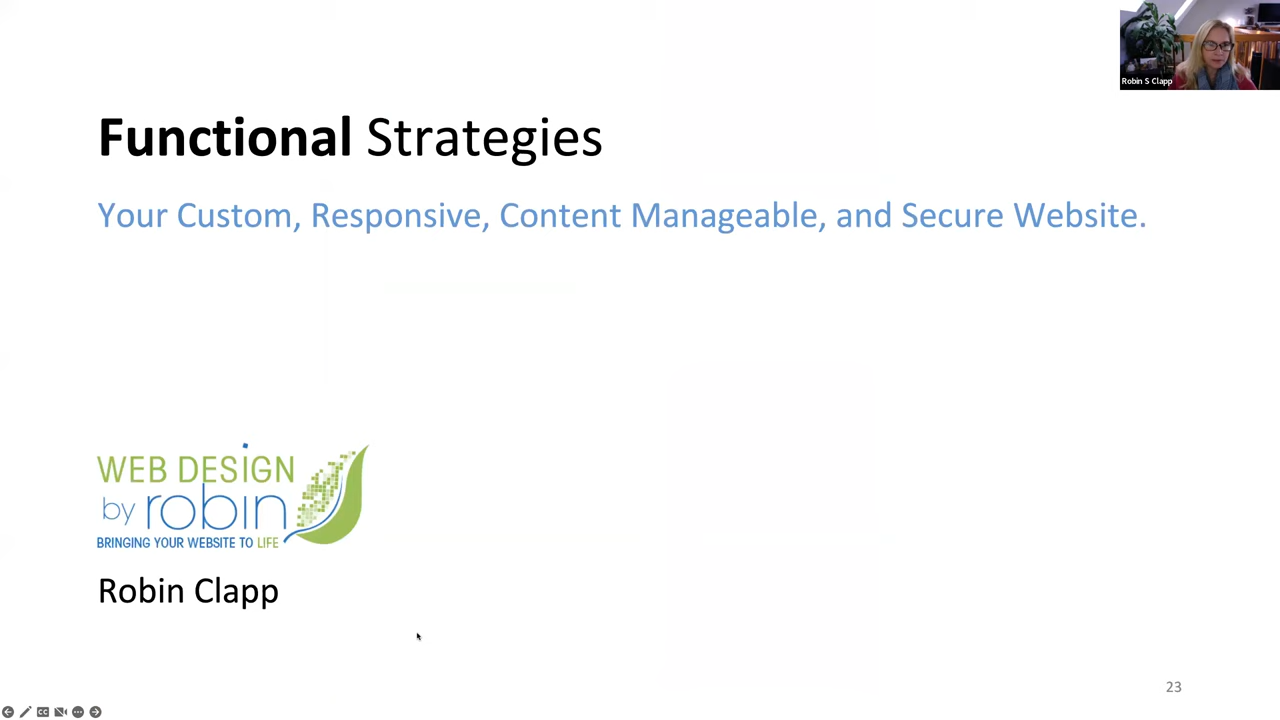 Robin S Clapp
Functional Strategies
Your Custom, Responsive, Content Manageable, and Secure Website.
WEB DESIGN
by robin
BRINGING YOUR WEBSITE TO LIFE
Robin Clapp
23
CC